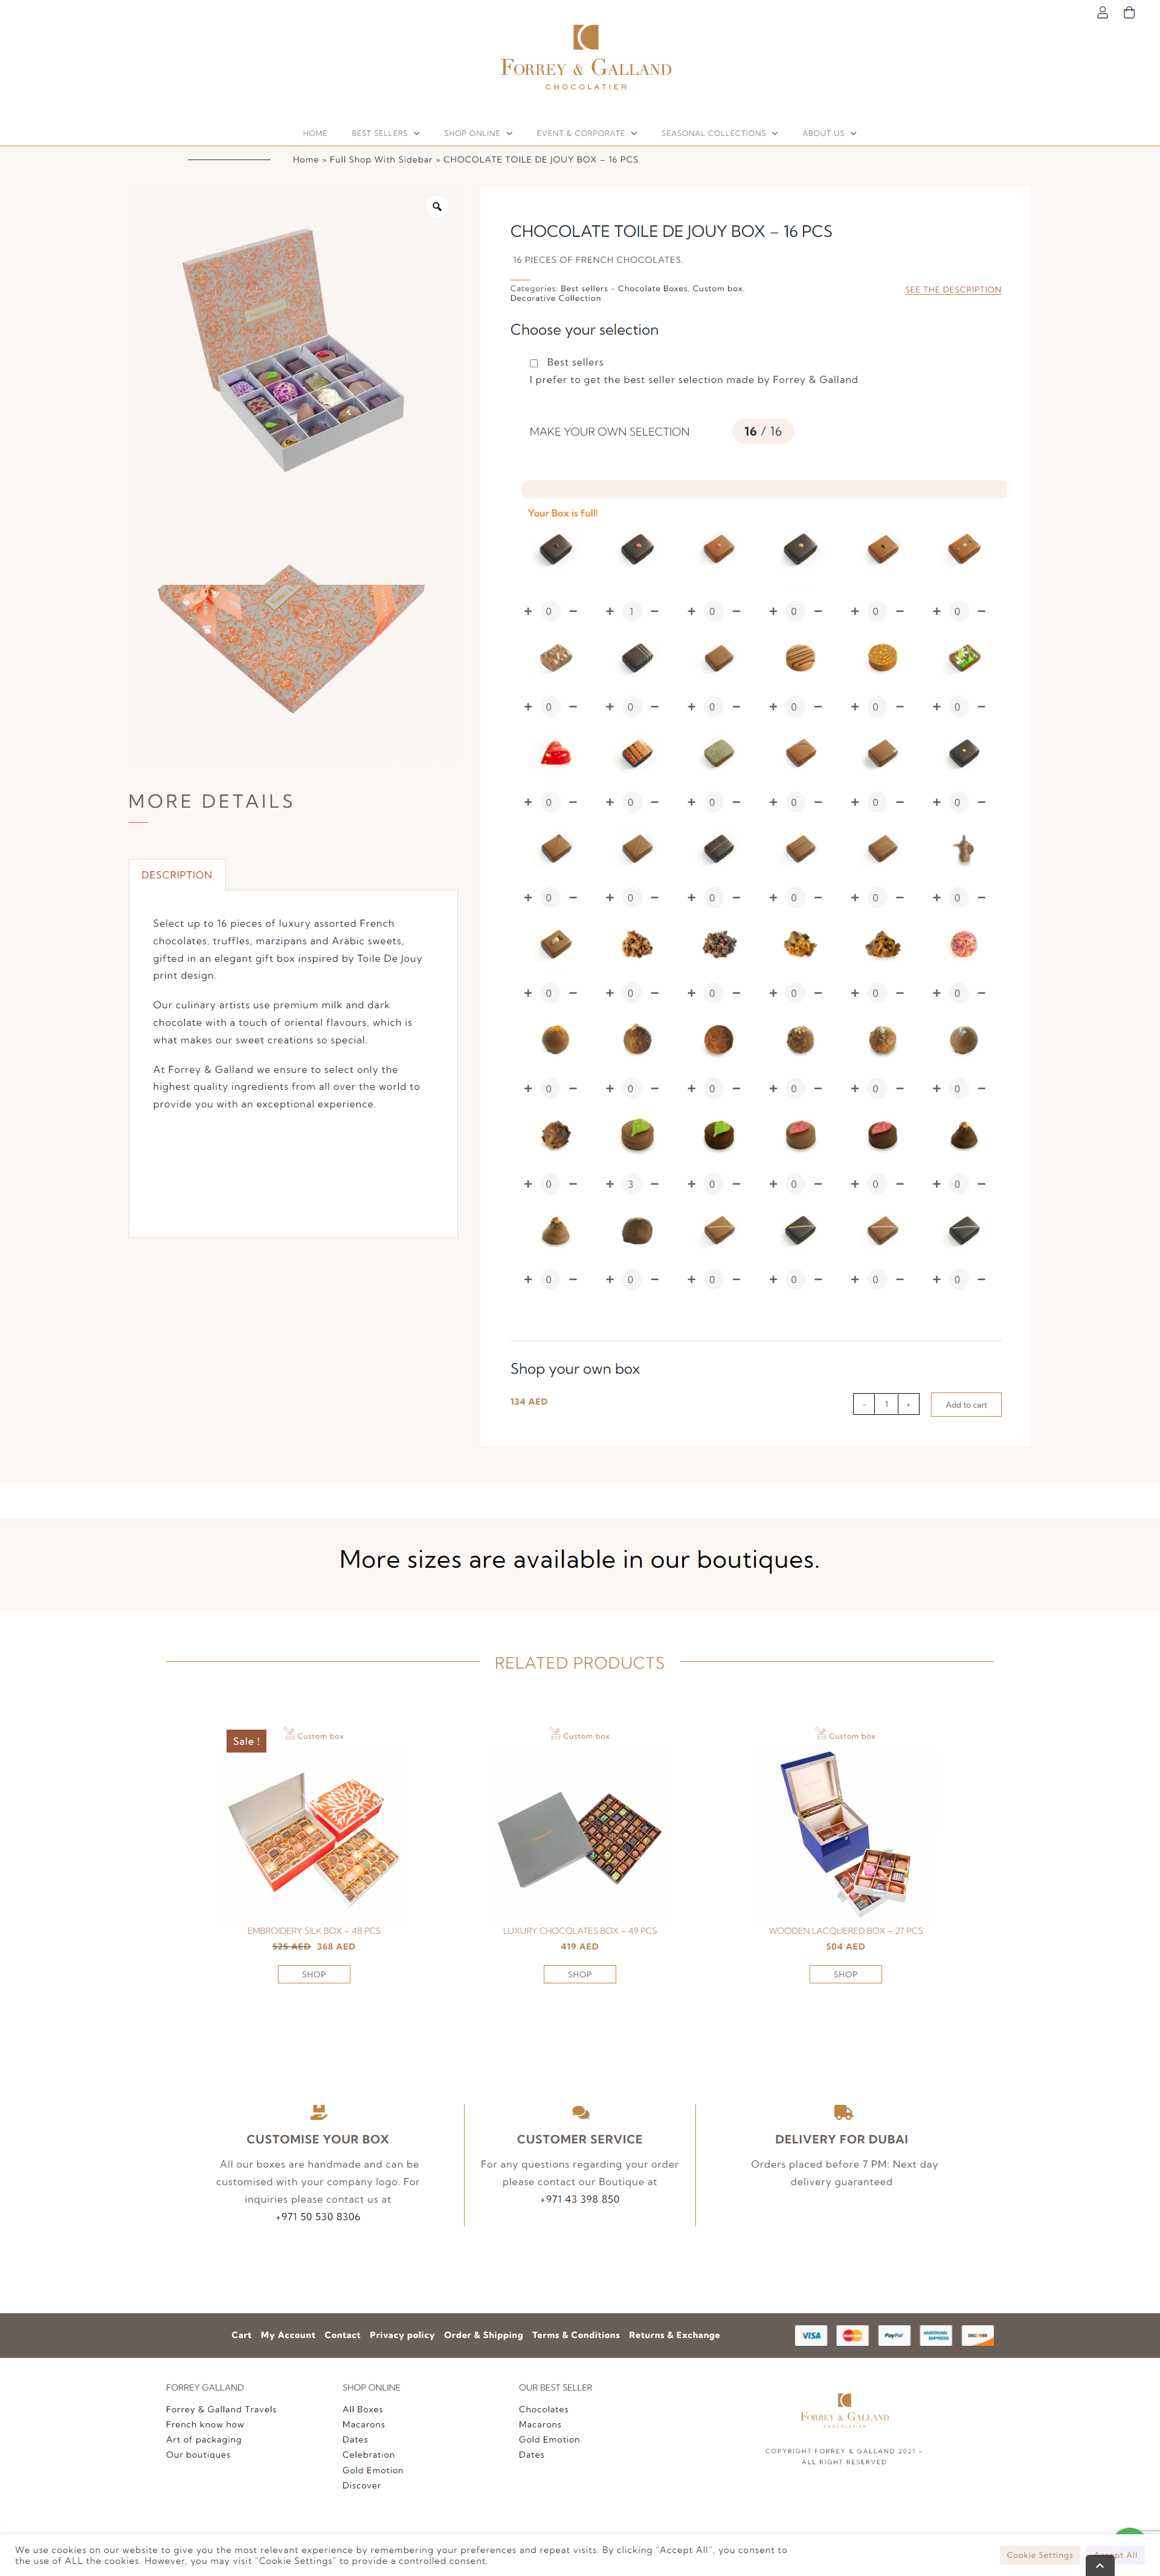 FORREY & GALLAND
CHOCOLATIER
HOME BEST SELLERS SHOP ONLINE EVENT & CORPORATE SEASONAL COLLECTIONS ABOUT US
Home » Full Shop With Sidebar » CHOCOLATE TOILE DE JOUY BOX – 16 PCS
CHOCOLATE TOILE DE JOUY BOX – 16 PCS
16 PIECES OF FRENCH CHOCOLATES.
Categories: Best sellers - Chocolate Boxes, Custom box,
Decorative Collection
SEE THE DESCRIPTION
Choose your selection
Best sellers
I prefer to get the best seller selection made by Forrey & Galland
MAKE YOUR OWN SELECTION 16 / 16
Your Box is full!
+ 0 − + 1 − + 0 − + 0 − + 0 − + 0 −
+ 0 − + 0 − + 0 − + 0 − + 0 − + 0 −
+ 0 − + 0 − + 0 − + 0 − + 0 − + 0 −
+ 0 − + 0 − + 0 − + 0 − + 0 − + 0 −
+ 0 − + 0 − + 0 − + 0 − + 0 − + 0 −
+ 0 − + 0 − + 0 − + 0 − + 0 − + 0 −
+ 0 − + 3 − + 0 − + 0 − + 0 − + 0 −
+ 0 − + 0 − + 0 − + 0 − + 0 − + 0 −
Shop your own box
134 AED - 1 + Add to cart
MORE DETAILS
DESCRIPTION
Select up to 16 pieces of luxury assorted French
chocolates, truffles, marzipans and Arabic sweets,
gifted in an elegant gift box inspired by Toile De Jouy
print design.
Our culinary artists use premium milk and dark
chocolate with a touch of oriental flavours, which is
what makes our sweet creations so special.
At Forrey & Galland we ensure to select only the
highest quality ingredients from all over the world to
provide you with an exceptional experience.
More sizes are available in our boutiques.
RELATED PRODUCTS
Sale !
Custom box
EMBROIDERY SILK BOX – 48 PCS
525 AED 368 AED
SHOP
Custom box
LUXURY CHOCOLATES BOX – 49 PCS
419 AED
SHOP
Custom box
WOODEN LACQUERED BOX – 27 PCS
504 AED
SHOP
CUSTOMISE YOUR BOX
All our boxes are handmade and can be
customised with your company logo. For
inquiries please contact us at
+971 50 530 8306
CUSTOMER SERVICE
For any questions regarding your order
please contact our Boutique at
+971 43 398 850
DELIVERY FOR DUBAI
Orders placed before 7 PM: Next day
delivery guaranteed
Cart My Account Contact Privacy policy Order & Shipping Terms & Conditions Returns & Exchange
VISA MasterCard PayPal AMERICAN EXPRESS DISCOVER
FORREY GALLAND
Forrey & Galland Travels
French know how
Art of packaging
Our boutiques
SHOP ONLINE
All Boxes
Macarons
Dates
Celebration
Gold Emotion
Discover
OUR BEST SELLER
Chocolates
Macarons
Gold Emotion
Dates
FORREY & GALLAND
CHOCOLATIER
COPYRIGHT FORREY & GALLAND 2021 –
ALL RIGHT RESERVED
We use cookies on our website to give you the most relevant experience by remembering your preferences and repeat visits. By clicking "Accept All", you consent to
the use of ALL the cookies. However, you may visit "Cookie Settings" to provide a controlled consent.
Cookie Settings Accept All